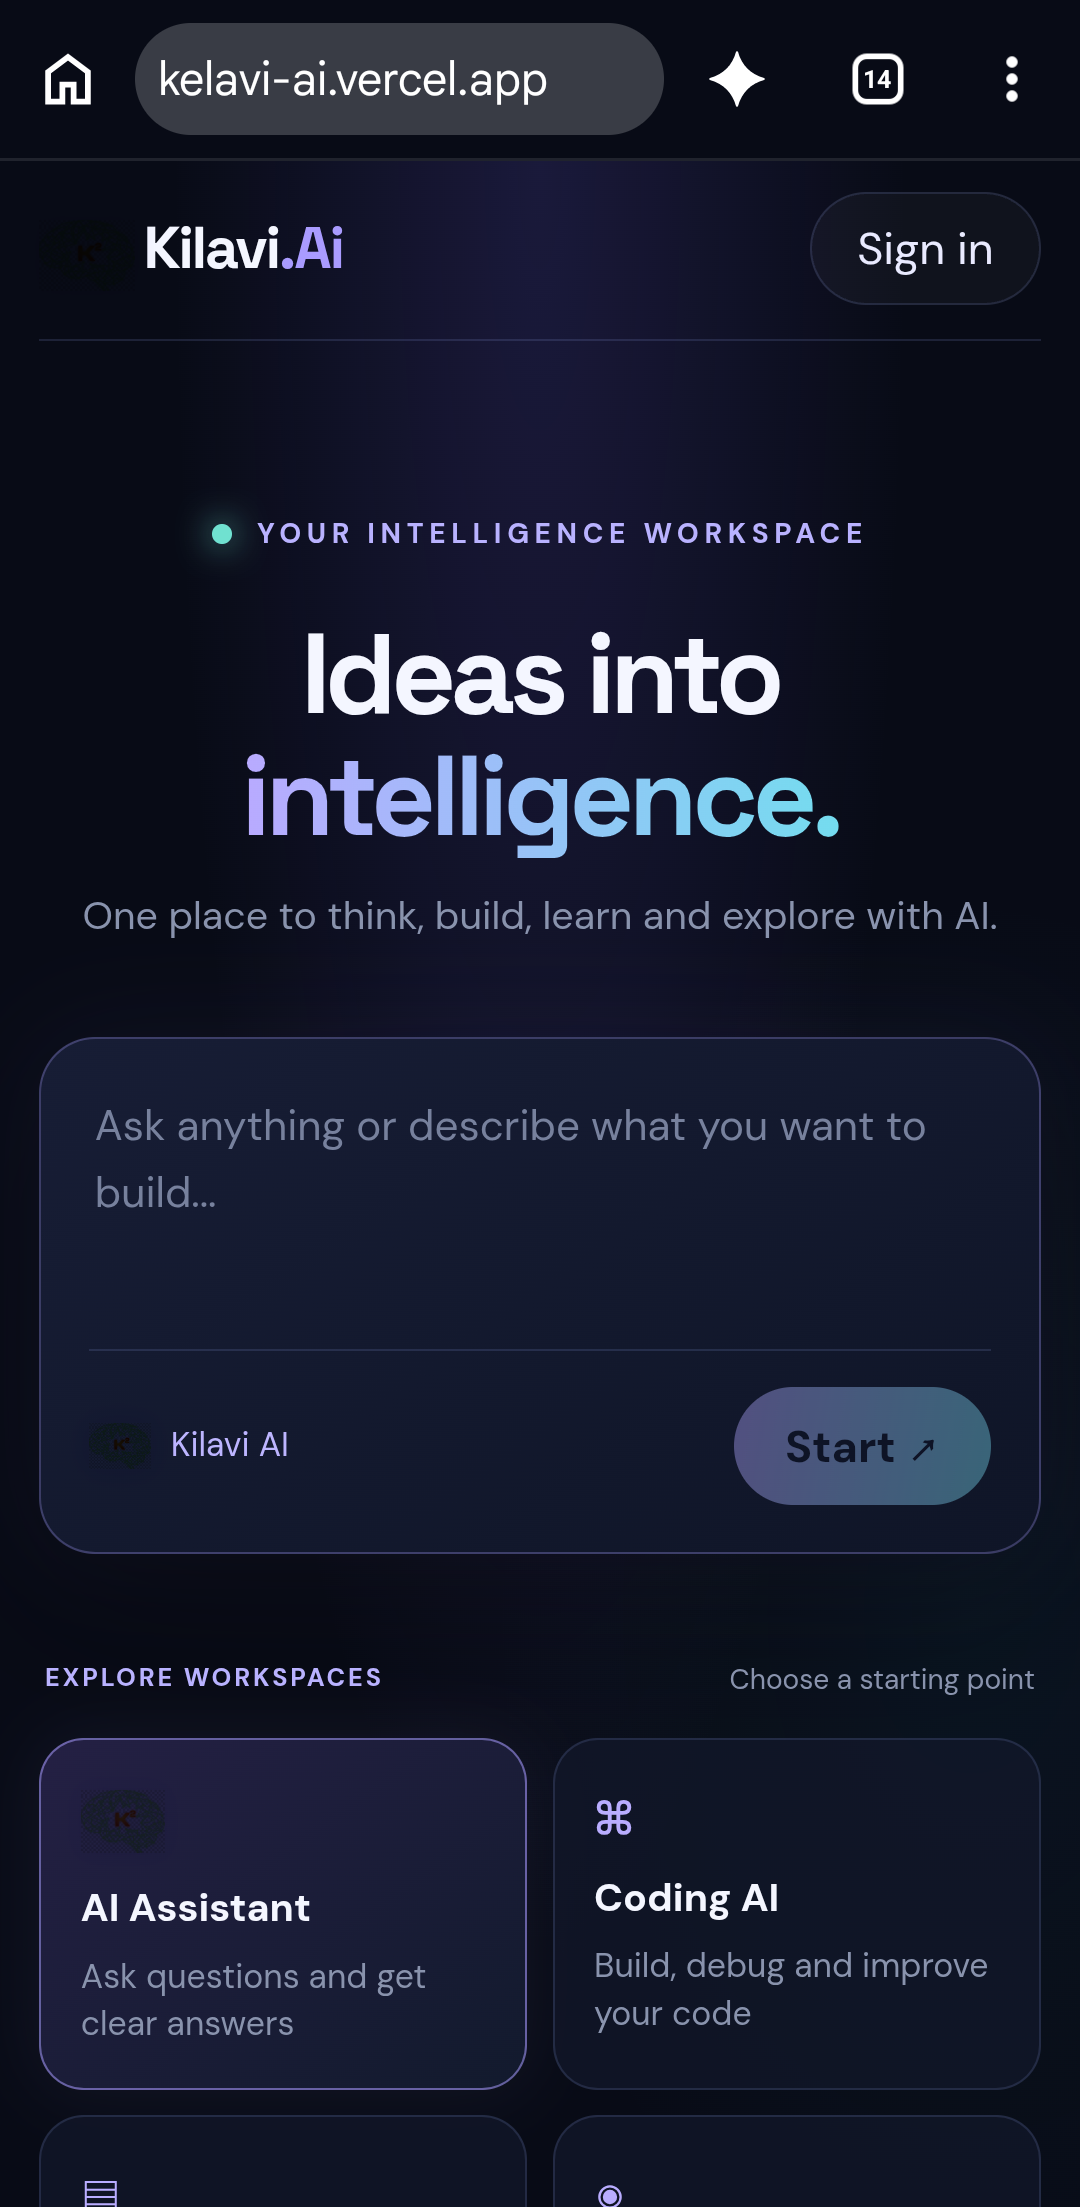 kelavi-ai.vercel.app
14
Kilavi.Ai
Sign in
YOUR INTELLIGENCE WORKSPACE
Ideas into
intelligence.
One place to think, build, learn and explore with AI.
Ask anything or describe what you want to
build...
Kilavi AI
Start ↗
EXPLORE WORKSPACES
Choose a starting point
AI Assistant
Ask questions and get
clear answers
⌘
Coding AI
Build, debug and improve
your code